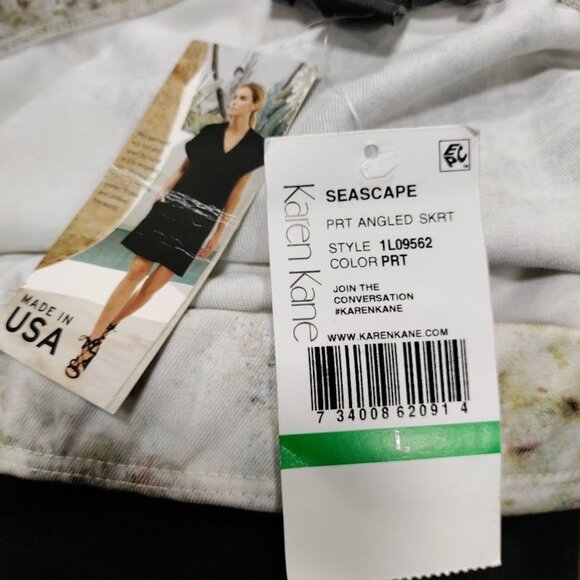 MADE IN
USA
Karen Kane
EPC
SEASCAPE
PRT ANGLED SKRT
STYLE 1L09562
COLOR PRT
JOIN THE
CONVERSATION
#KARENKANE
WWW.KARENKANE.COM
7 34008 62091 4
L